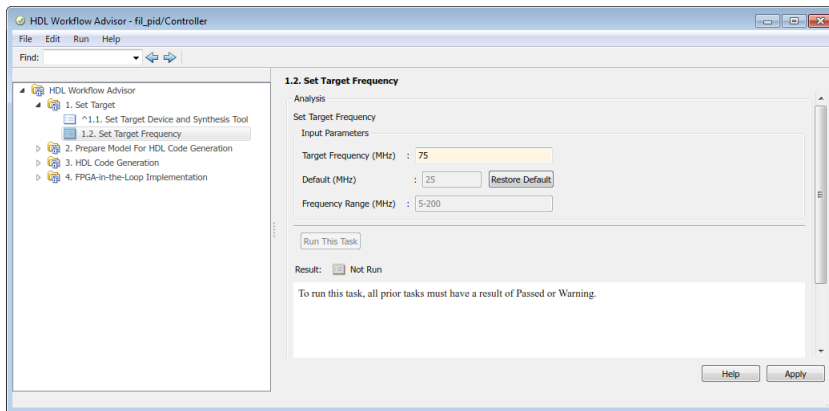 HDL Workflow Advisor - fil_pid/Controller
File Edit Run Help
Find:
HDL Workflow Advisor
1. Set Target
^1.1. Set Target Device and Synthesis Tool
1.2. Set Target Frequency
2. Prepare Model For HDL Code Generation
3. HDL Code Generation
4. FPGA-in-the-Loop Implementation
1.2. Set Target Frequency
Analysis
Set Target Frequency
Input Parameters
Target Frequency (MHz) : 75
Default (MHz) : 25 Restore Default
Frequency Range (MHz) : 5-200
Run This Task
Result: Not Run
To run this task, all prior tasks must have a result of Passed or Warning.
Help Apply